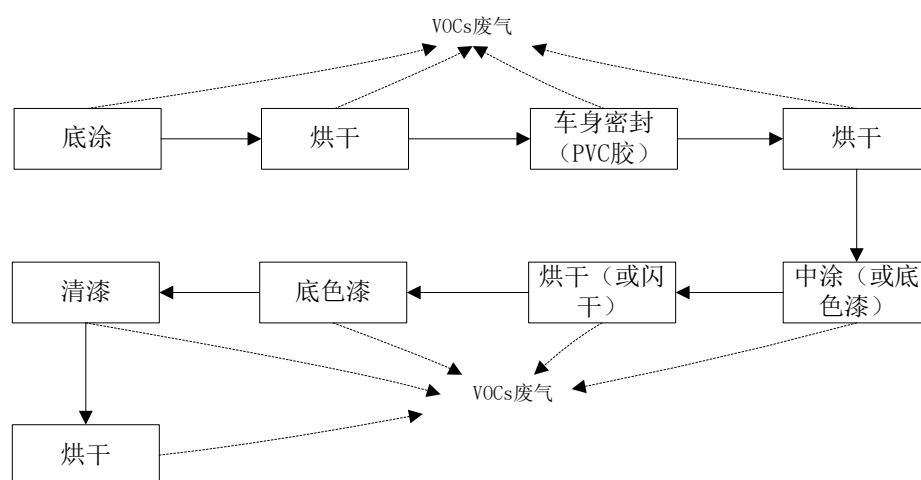 VOCs废气
底涂
烘干
车身密封
（PVC胶）
烘干
清漆
底色漆
烘干（或闪
干）
中涂（或底
色漆）
VOCs废气
烘干